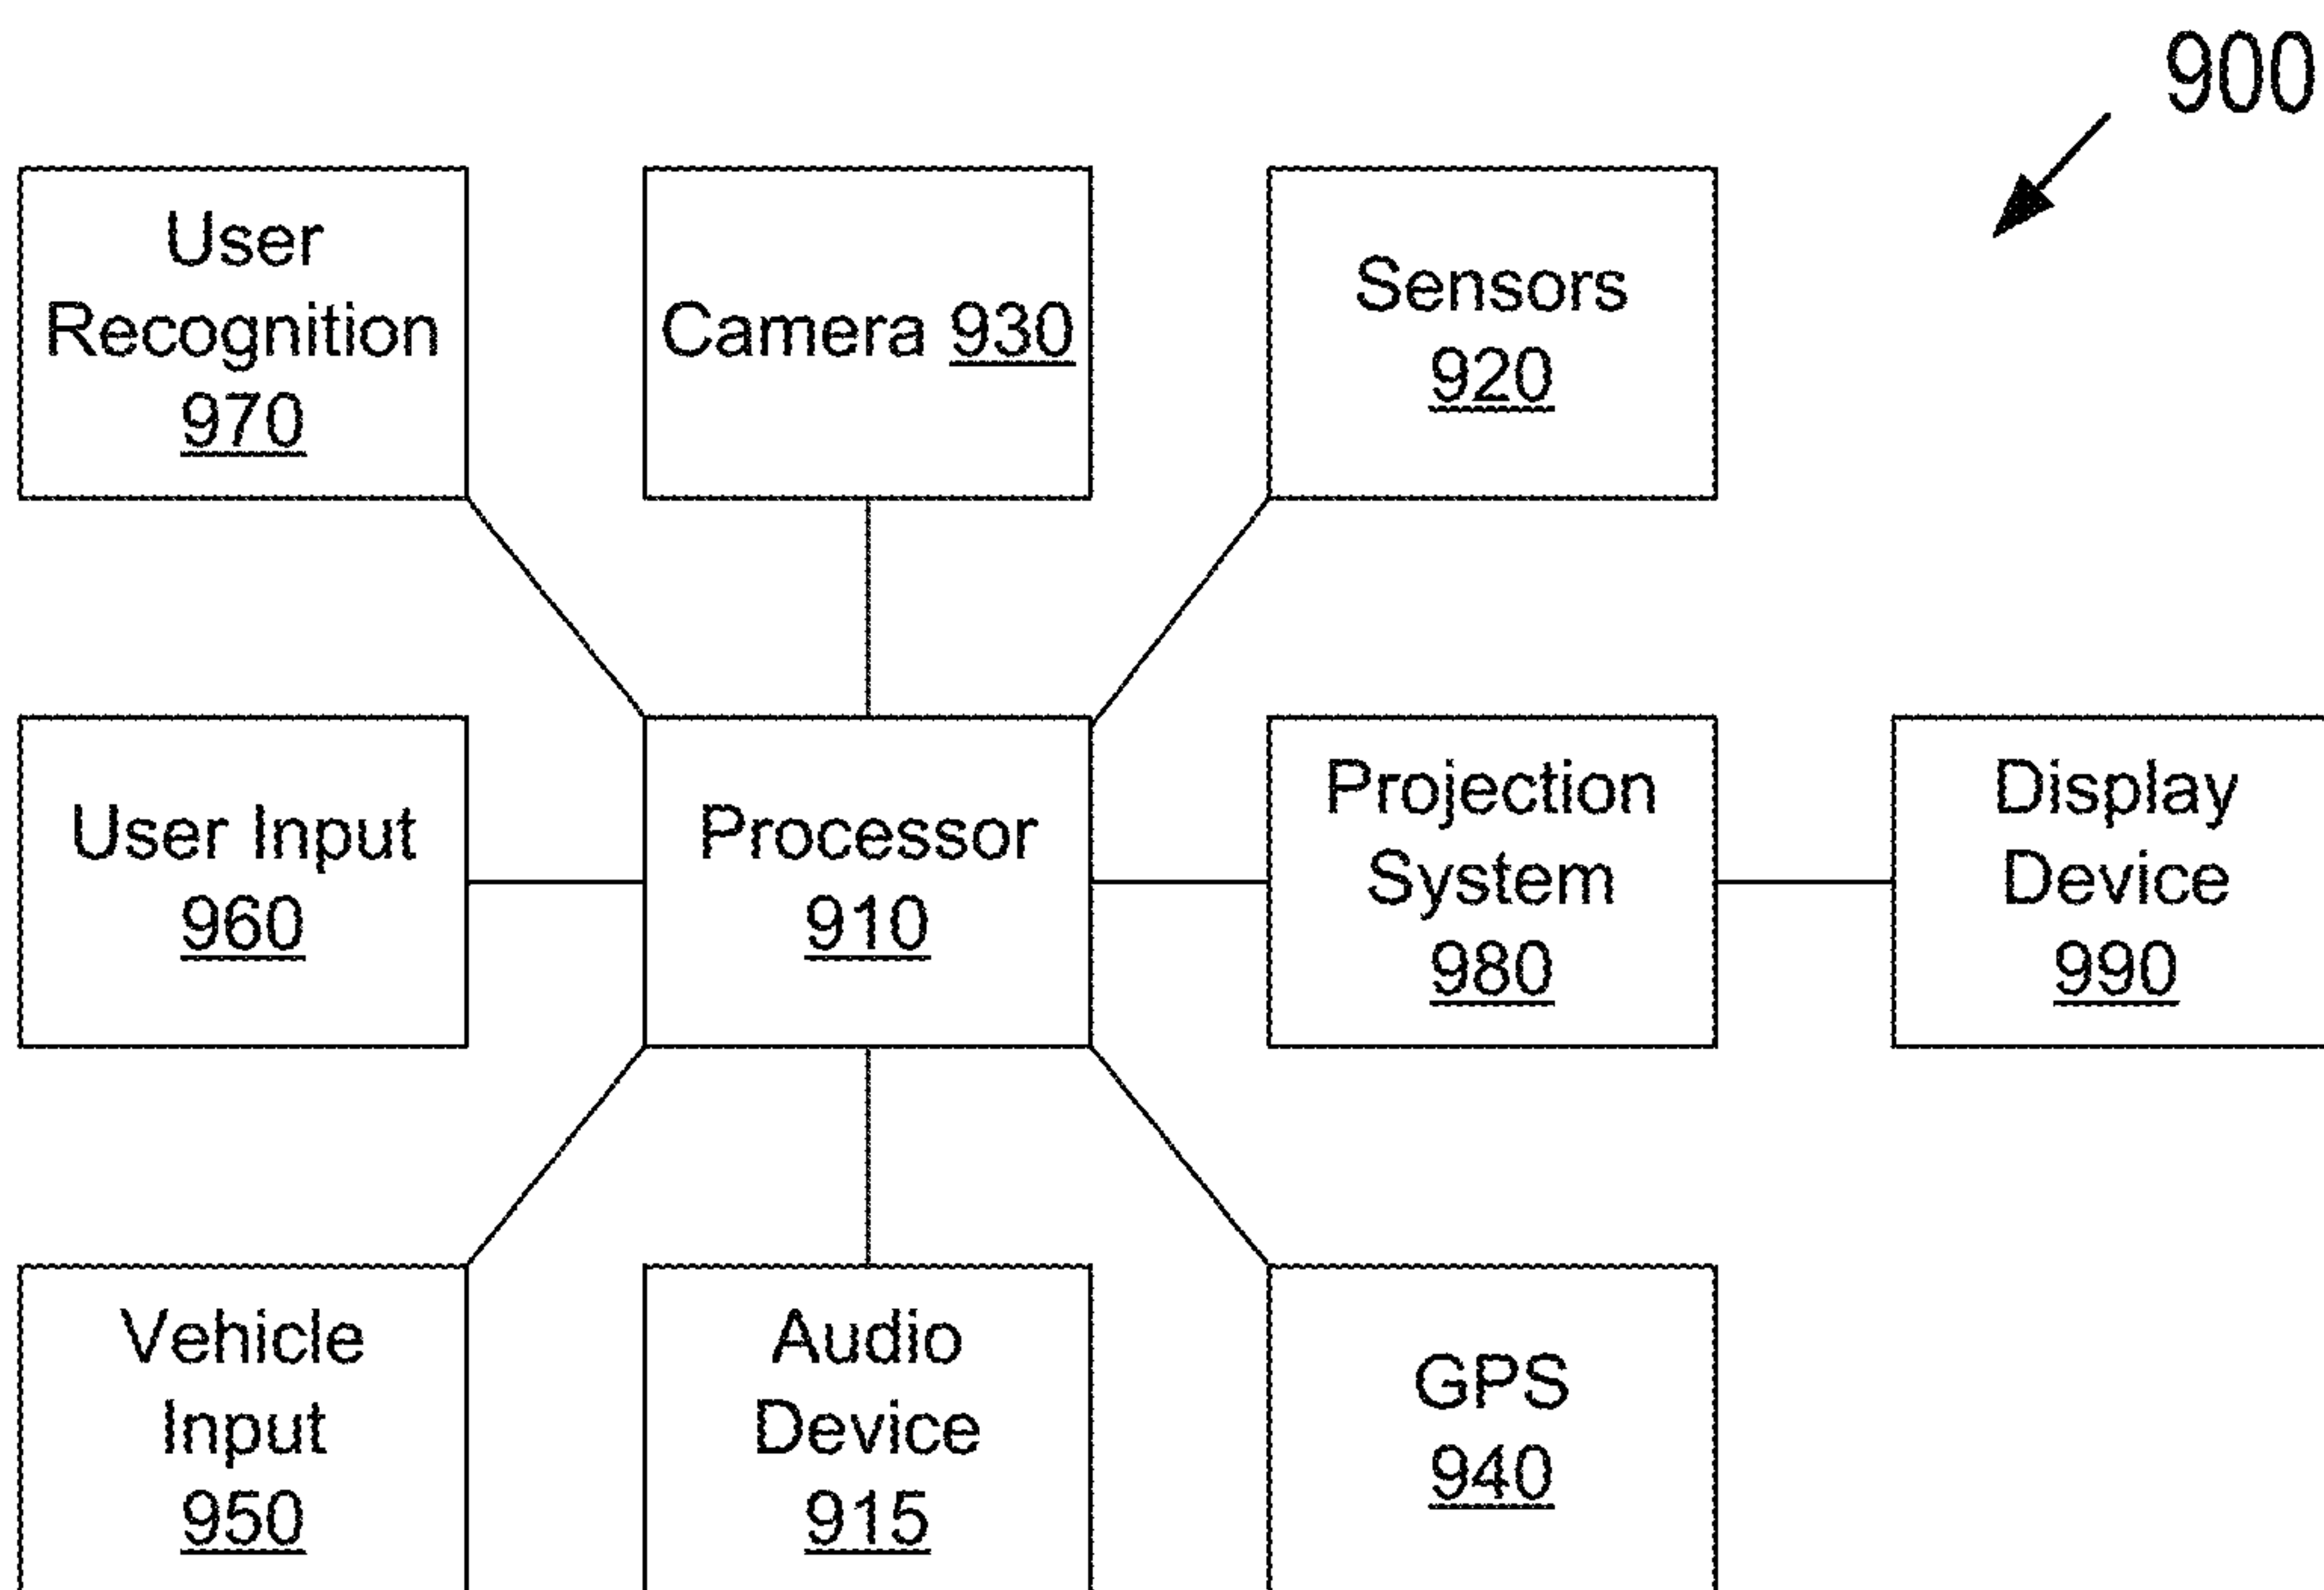 900
User
Recognition
970
Camera 930
Sensors
920
User Input
960
Processor
910
Projection
System
980
Display
Device
990
Vehicle
Input
950
Audio
Device
915
GPS
940